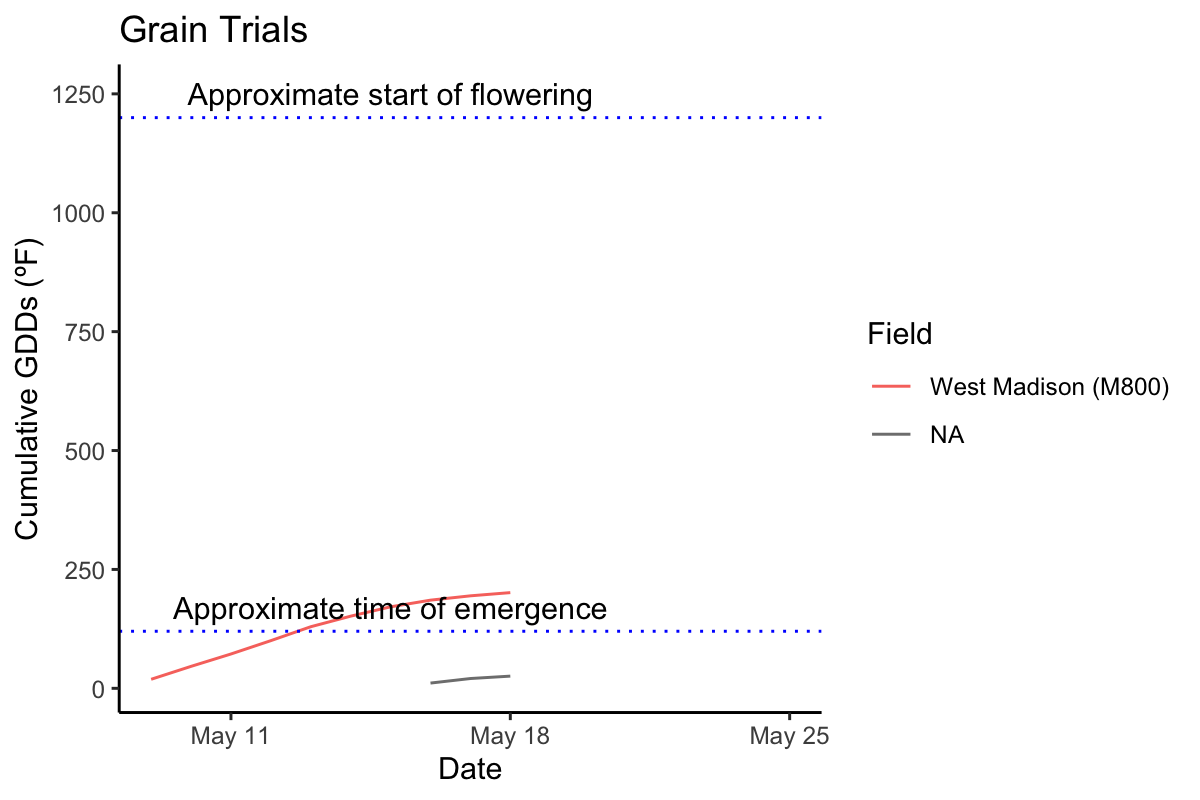 Grain Trials
Approximate start of flowering
Approximate time of emergence
Cumulative GDDs (ºF)
1250
1000
750
500
250
0
May 11
May 18
May 25
Date
Field
West Madison (M800)
NA